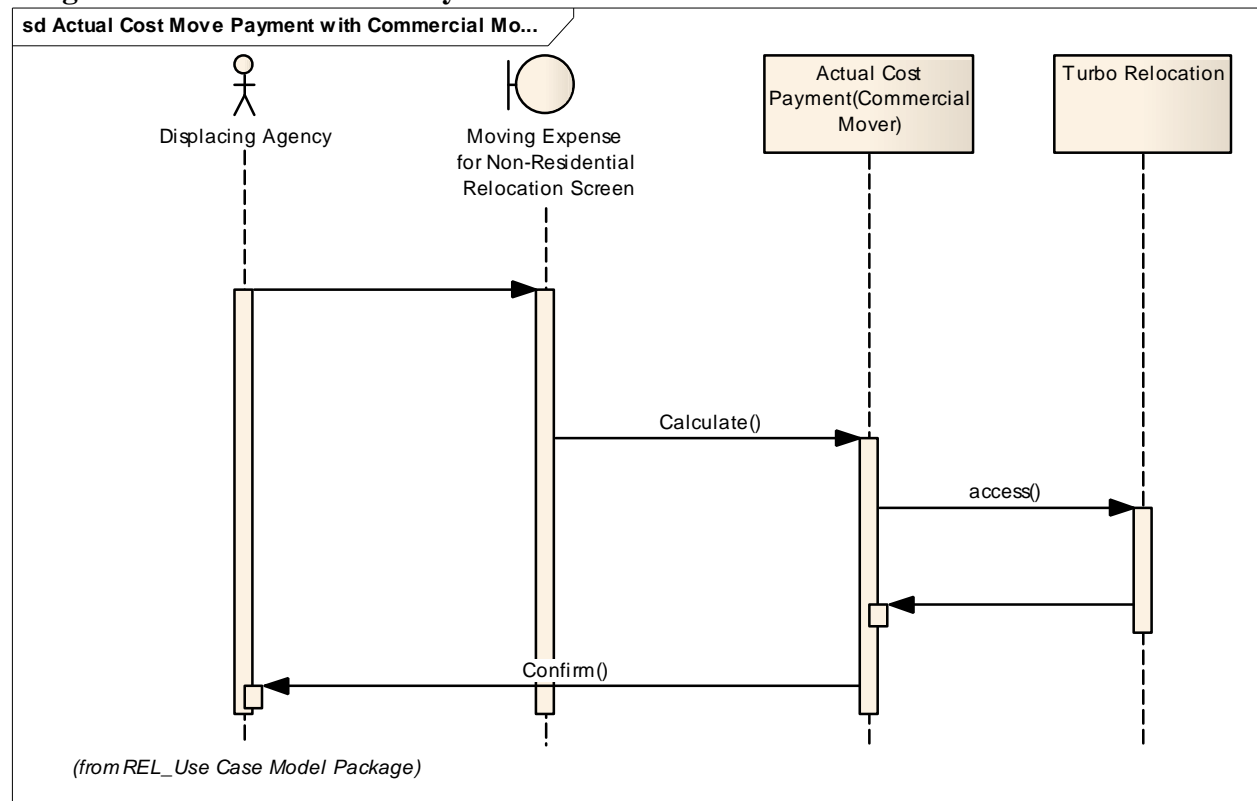 sd Actual Cost Move Payment with Commercial Mo...
Displacing Agency
Moving Expense
for Non-Residential
Relocation Screen
Actual Cost
Payment(Commercial
Mover)
Turbo Relocation
Calculate()
access()
Confirm()
(from REL_Use Case Model Package)